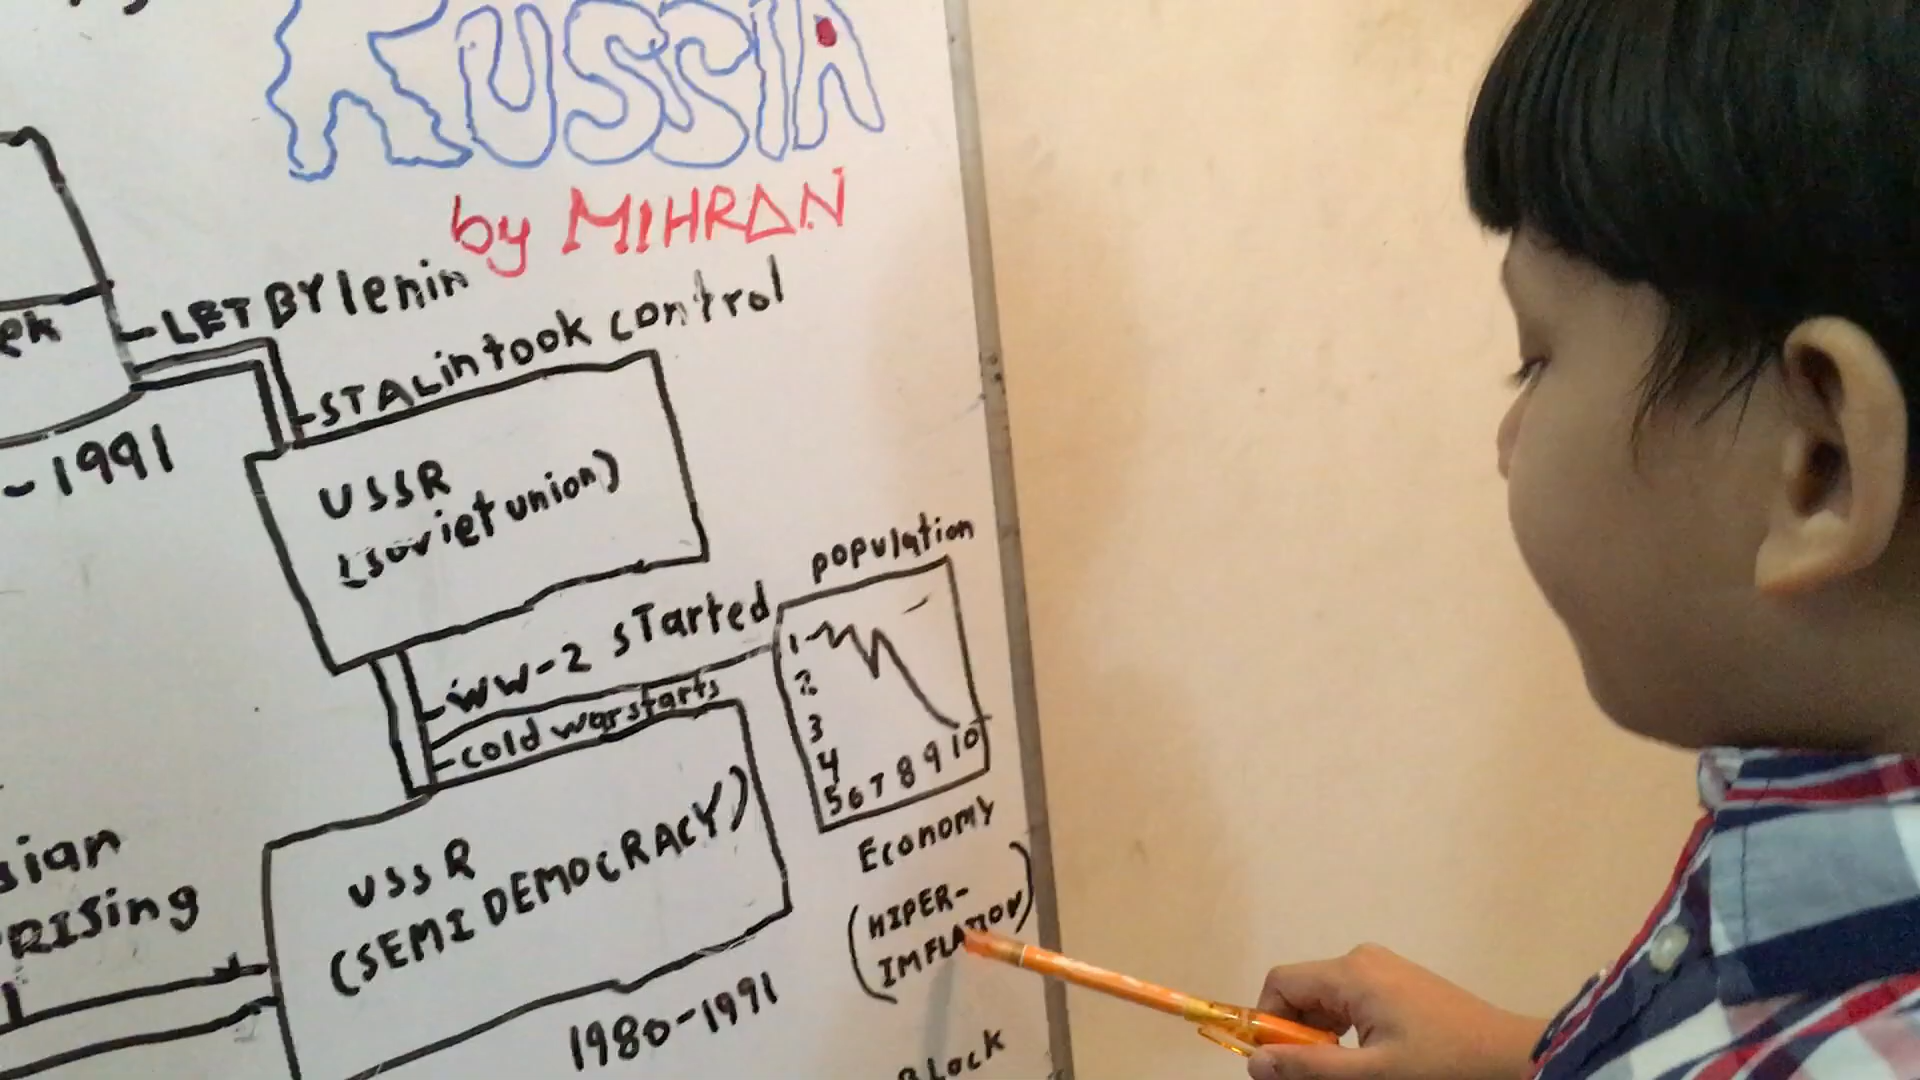 RUSSIA
by MIHRAN
LET BY lenin
STALin took control
-1991
USSR
(soviet union)
population
WW-2 STarted
cold war starts
1
2
3
4
5 6 7 8 9 10
Economy
(HIPER-
IMFLATION)
USSR
(SEMI DEMOCRACY)
1980-1991
RISing
BLock